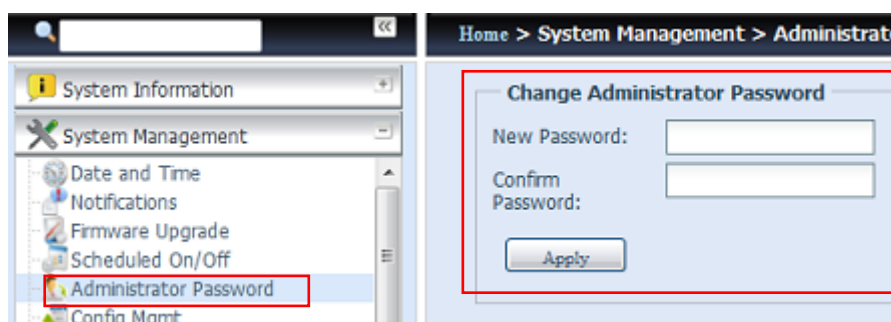 Home > System Management > Administrat
System Information
System Management
Date and Time
Notifications
Firmware Upgrade
Scheduled On/Off
Administrator Password
Config Mgmt
Change Administrator Password
New Password:
Confirm
Password:
Apply